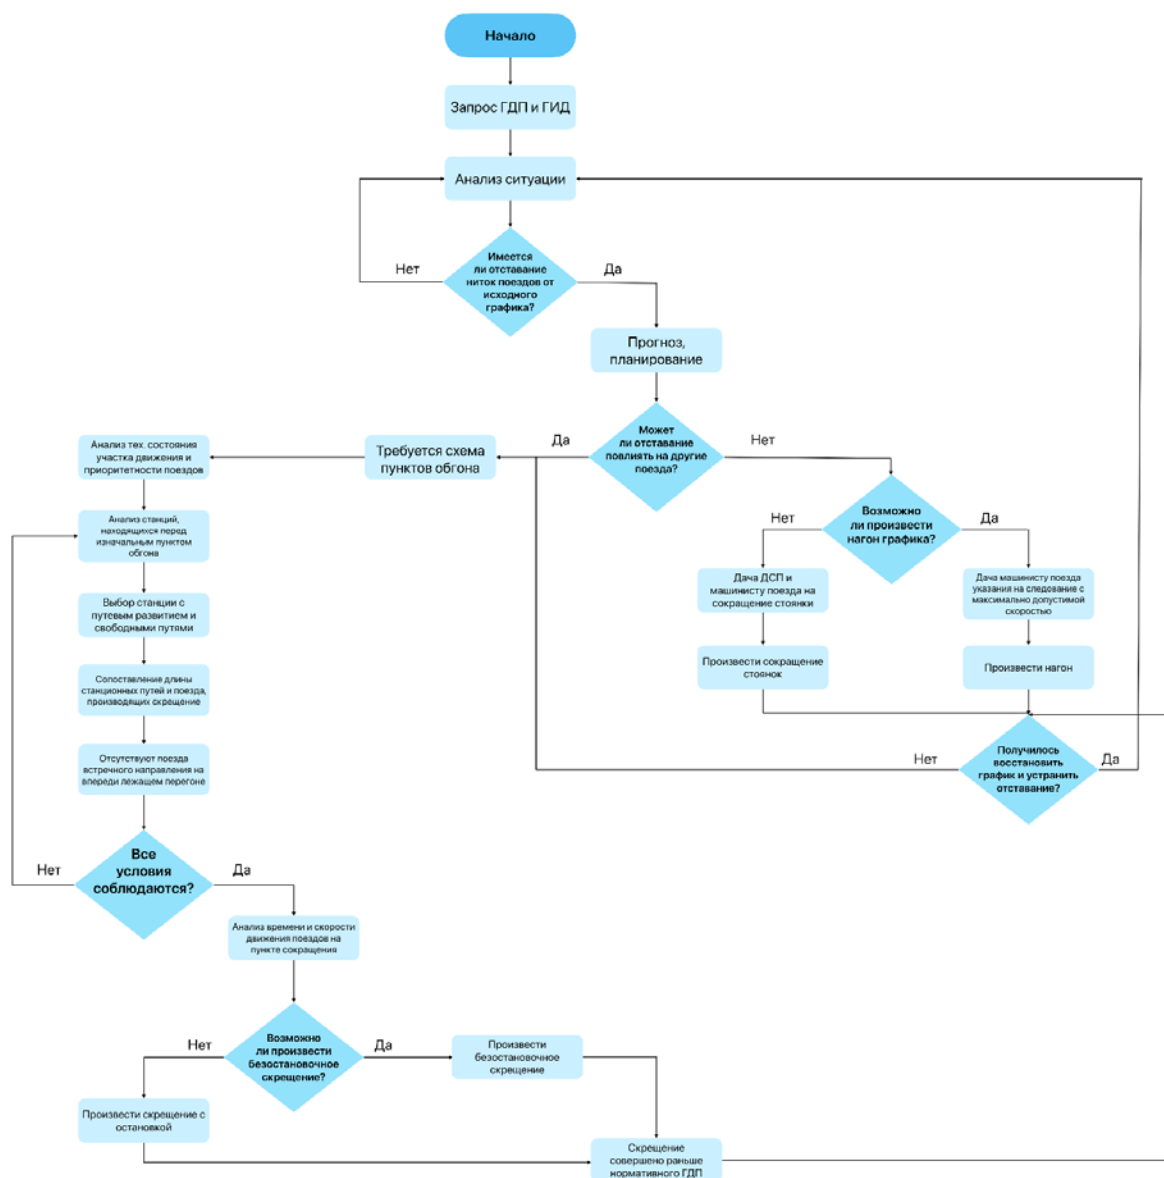 Начало
Запрос ГДП и ГИД
Анализ ситуации
Имеется
ли отставание
ниток поездов от
исходного
графика?
Нет
Да
Прогноз,
планирование
Может
ли отставание
повлиять на другие
поезда?
Да
Нет
Требуется схема
пунктов обгона
Анализ тех. состояния
участка движения и
приоритетности поездов
Анализ станций,
находящихся перед
изначальным пунктом
обгона
Выбор станции с
путевым развитием и
свободными путями
Сопоставление длины
станционных путей и поезда,
производящих скрещение
Отсутствуют поезда
встречного направления на
впереди лежащем перегоне
Все
условия
соблюдаются?
Нет
Да
Возможно
ли произвести
нагон графика?
Нет
Да
Дача ДСП и
машинисту поезда на
сокращение стоянки
Дача машинисту поезда
указания на следование с
максимально допустимой
скоростью
Произвести сокращение
стоянок
Произвести нагон
Получилось
восстановить
график и устранить
отставание?
Нет
Да
Анализ времени и скорости
движения поездов на
пункте сокращения
Возможно
ли произвести
безостановочное
скрещение?
Нет
Да
Произвести
безостановочное
скрещение
Произвести скрещение с
остановкой
Скрещение
совершено раньше
нормативного ГДП